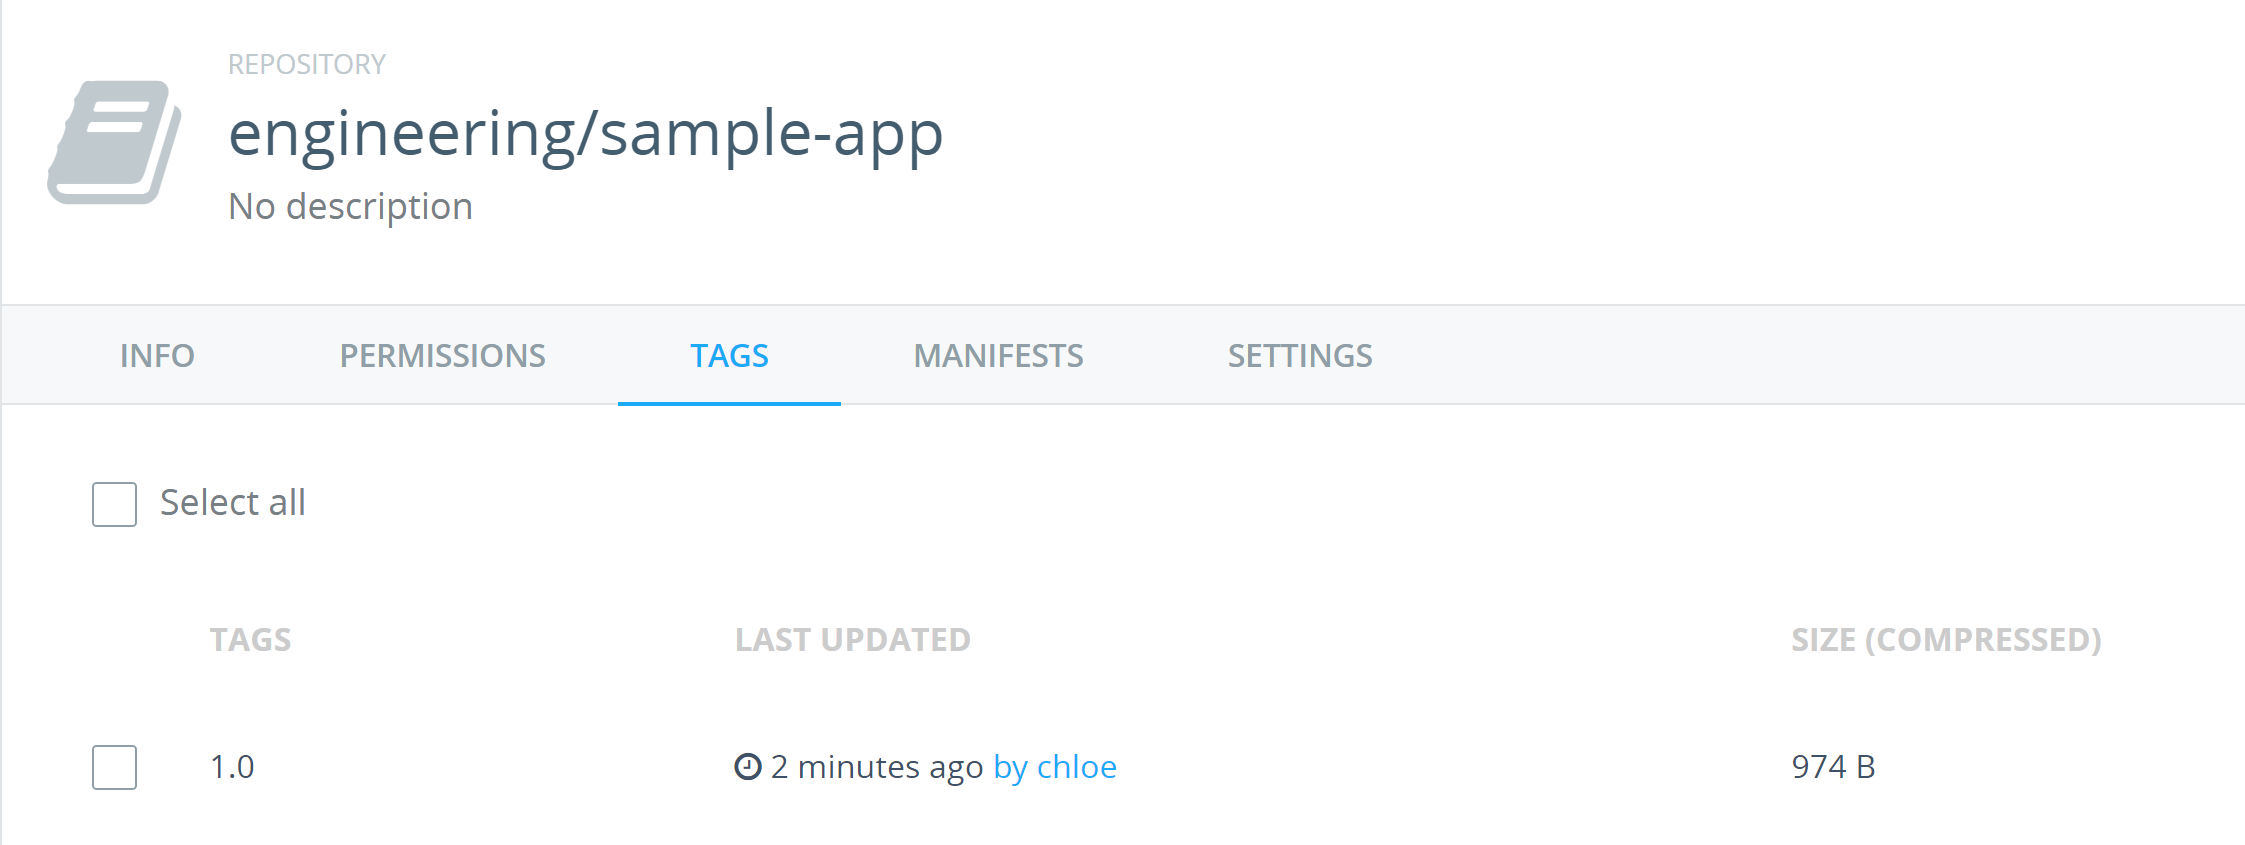 REPOSITORY
engineering/sample-app
No description
INFO PERMISSIONS TAGS MANIFESTS SETTINGS
Select all
TAGS LAST UPDATED SIZE (COMPRESSED)
1.0 2 minutes ago by chloe 974 B